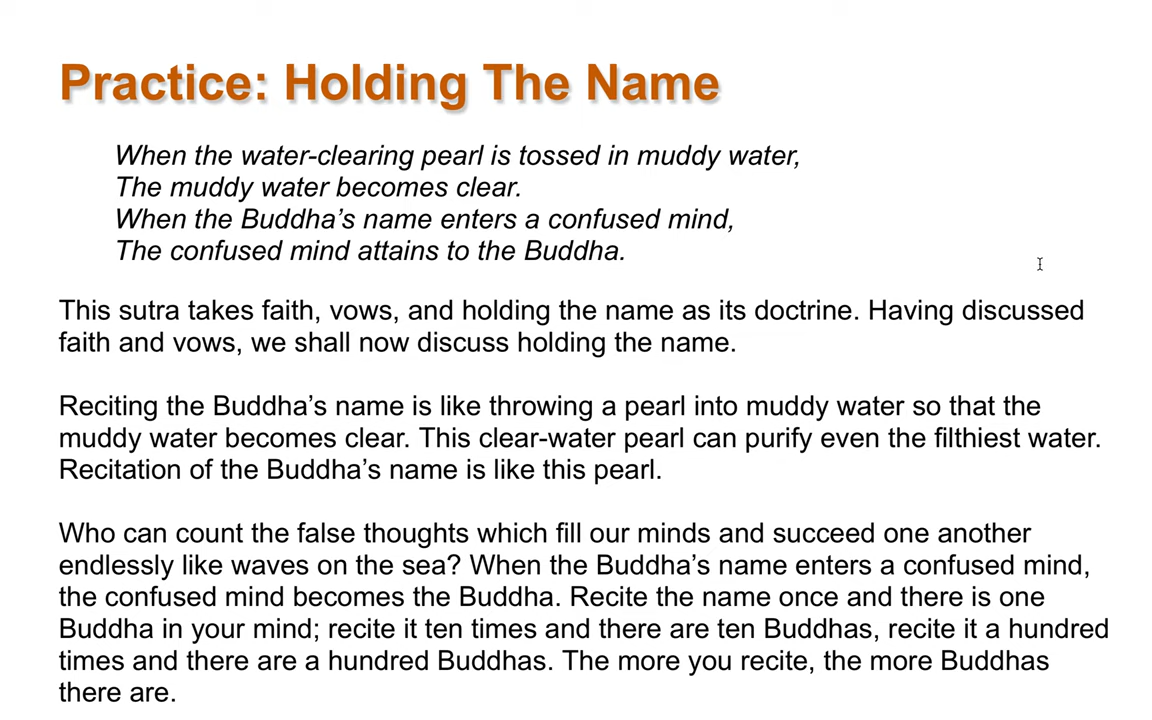 Practice: Holding The Name
When the water-clearing pearl is tossed in muddy water,
The muddy water becomes clear.
When the Buddha’s name enters a confused mind,
The confused mind attains to the Buddha.
This sutra takes faith, vows, and holding the name as its doctrine. Having discussed
faith and vows, we shall now discuss holding the name.
Reciting the Buddha’s name is like throwing a pearl into muddy water so that the
muddy water becomes clear. This clear-water pearl can purify even the filthiest water.
Recitation of the Buddha’s name is like this pearl.
Who can count the false thoughts which fill our minds and succeed one another
endlessly like waves on the sea? When the Buddha’s name enters a confused mind,
the confused mind becomes the Buddha. Recite the name once and there is one
Buddha in your mind; recite it ten times and there are ten Buddhas, recite it a hundred
times and there are a hundred Buddhas. The more you recite, the more Buddhas
there are.